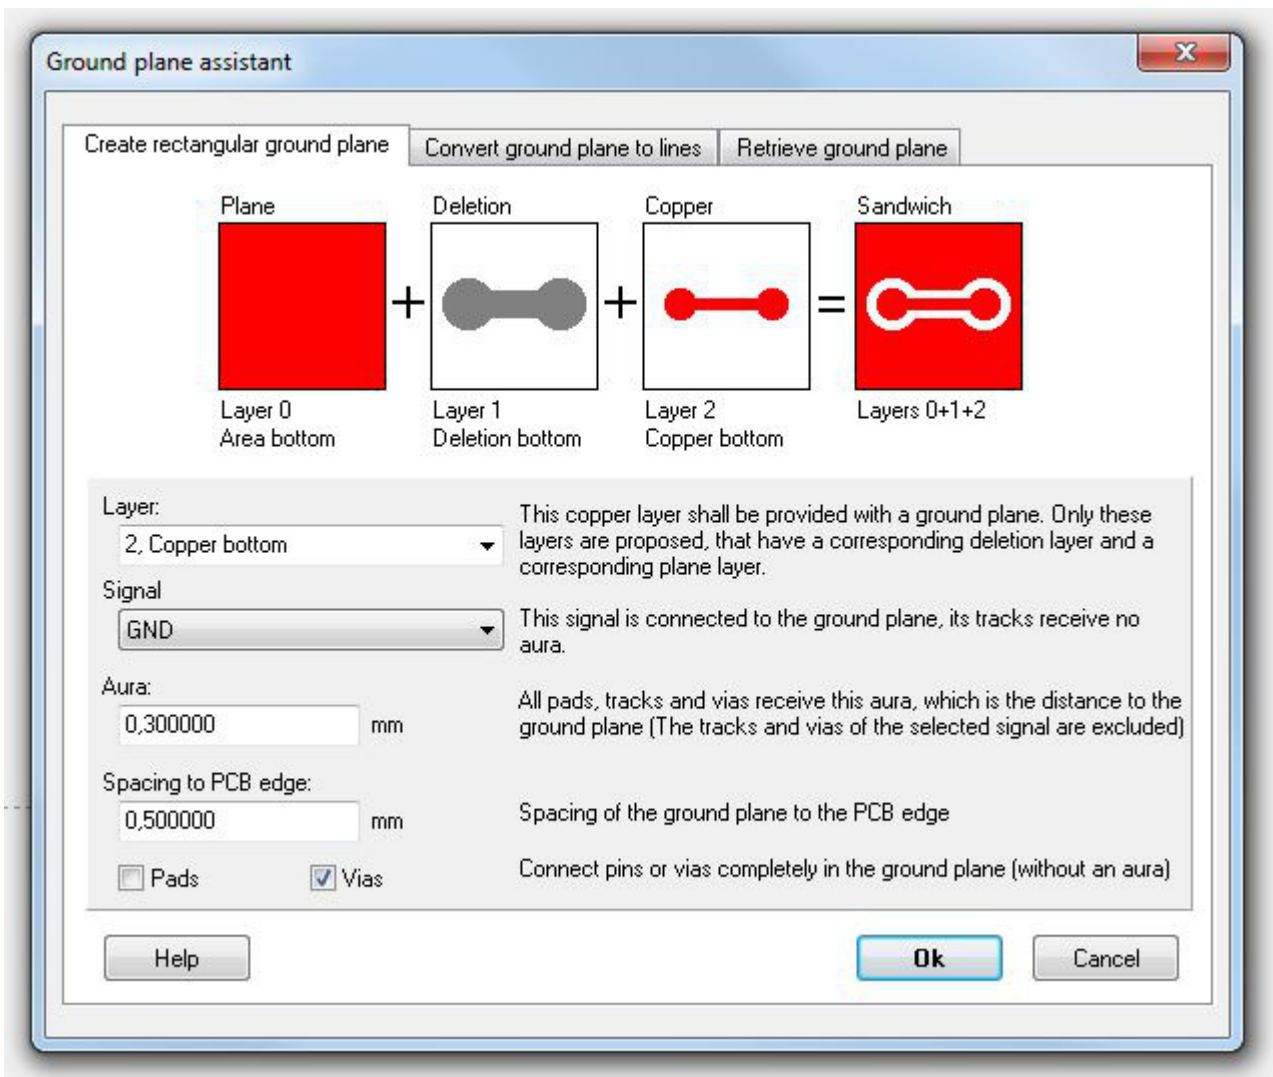 Ground plane assistant
Create rectangular ground plane
Convert ground plane to lines
Retrieve ground plane
Plane
Deletion
Copper
Sandwich
+
+
=
Layer 0
Area bottom
Layer 1
Deletion bottom
Layer 2
Copper bottom
Layers 0+1+2
Layer:
2, Copper bottom
This copper layer shall be provided with a ground plane. Only these
layers are proposed, that have a corresponding deletion layer and a
corresponding plane layer.
Signal
GND
This signal is connected to the ground plane, its tracks receive no
aura.
Aura:
0,300000 mm
All pads, tracks and vias receive this aura, which is the distance to the
ground plane (The tracks and vias of the selected signal are excluded)
Spacing to PCB edge:
0,500000 mm
Spacing of the ground plane to the PCB edge
Pads
Vias
Connect pins or vias completely in the ground plane (without an aura)
Help
Ok
Cancel